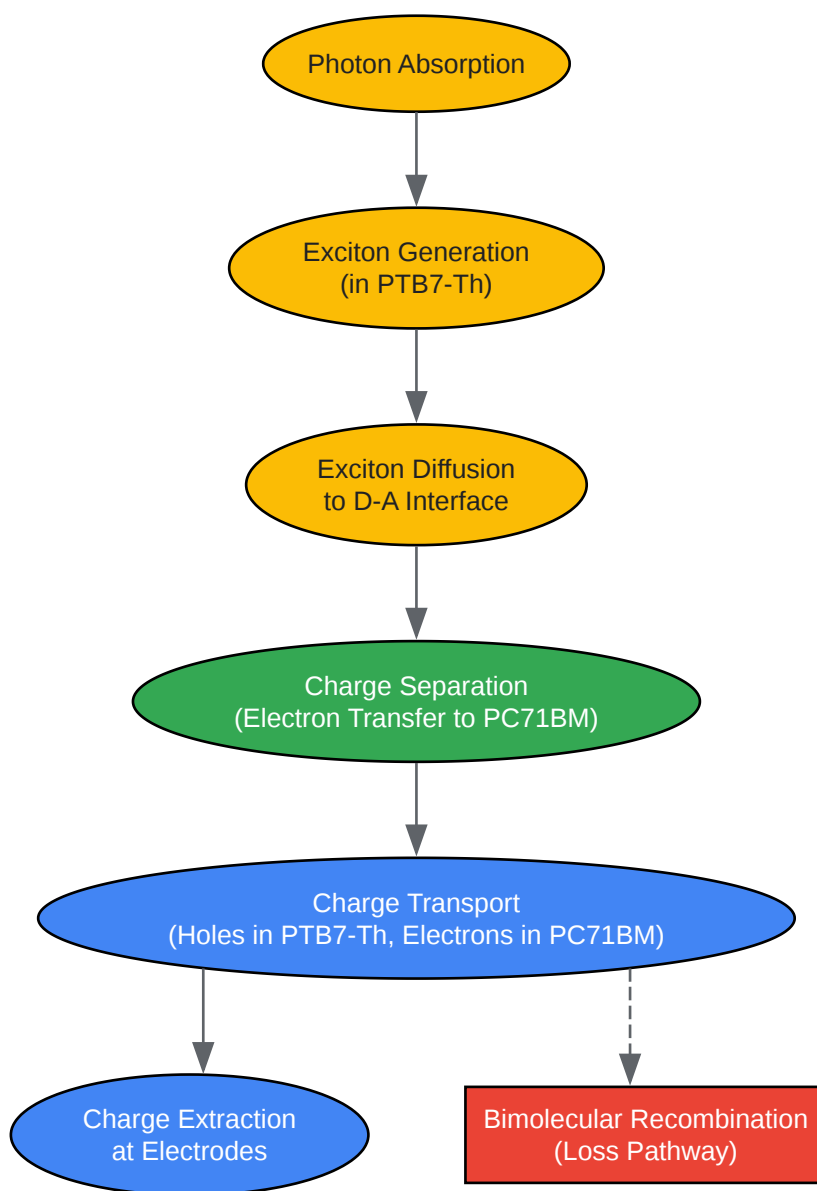 Photon Absorption
Exciton Generation
(in PTB7-Th)
Exciton Diffusion
to D-A Interface
Charge Separation
(Electron Transfer to PC71BM)
Charge Transport
(Holes in PTB7-Th, Electrons in PC71BM)
Charge Extraction
at Electrodes
Bimolecular Recombination
(Loss Pathway)